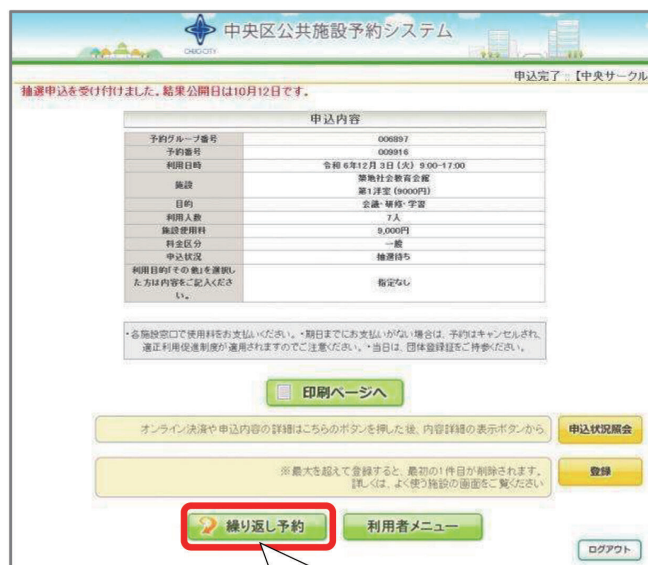 中央区公共施設予約システム
CHUO CITY
申込完了::【中央サークル
抽選申込を受け付けました。結果公開日は10月12日です。
申込内容
予約グループ番号 006897
予約番号 009916
利用日時 令和6年12月3日(火) 9:00-17:00
施設 築地社会教育会館
第1洋室(9000円)
目的 会議・研修・学習
利用人数 7人
施設使用料 9,000円
料金区分 一般
申込状況 抽選待ち
利用目的「その他」を選択し
た方は内容をご記入くださ
い。 指定なし
・各施設窓口で使用料をお支払いください。・期日までにお支払いがない場合は、予約はキャンセルされ、
適正利用促進制度が適用されますのでご注意ください。・当日は、団体登録証をご持参ください。
印刷ページへ
オンライン決済や申込内容の詳細はこちらのボタンを押した後、内容詳細の表示ボタンから 申込状況照会
※最大を超えて登録すると、最初の1件目が削除されます。
詳しくは、よく使う施設の画面をご覧ください 登録
繰り返し予約 利用者メニュー
ログアウト